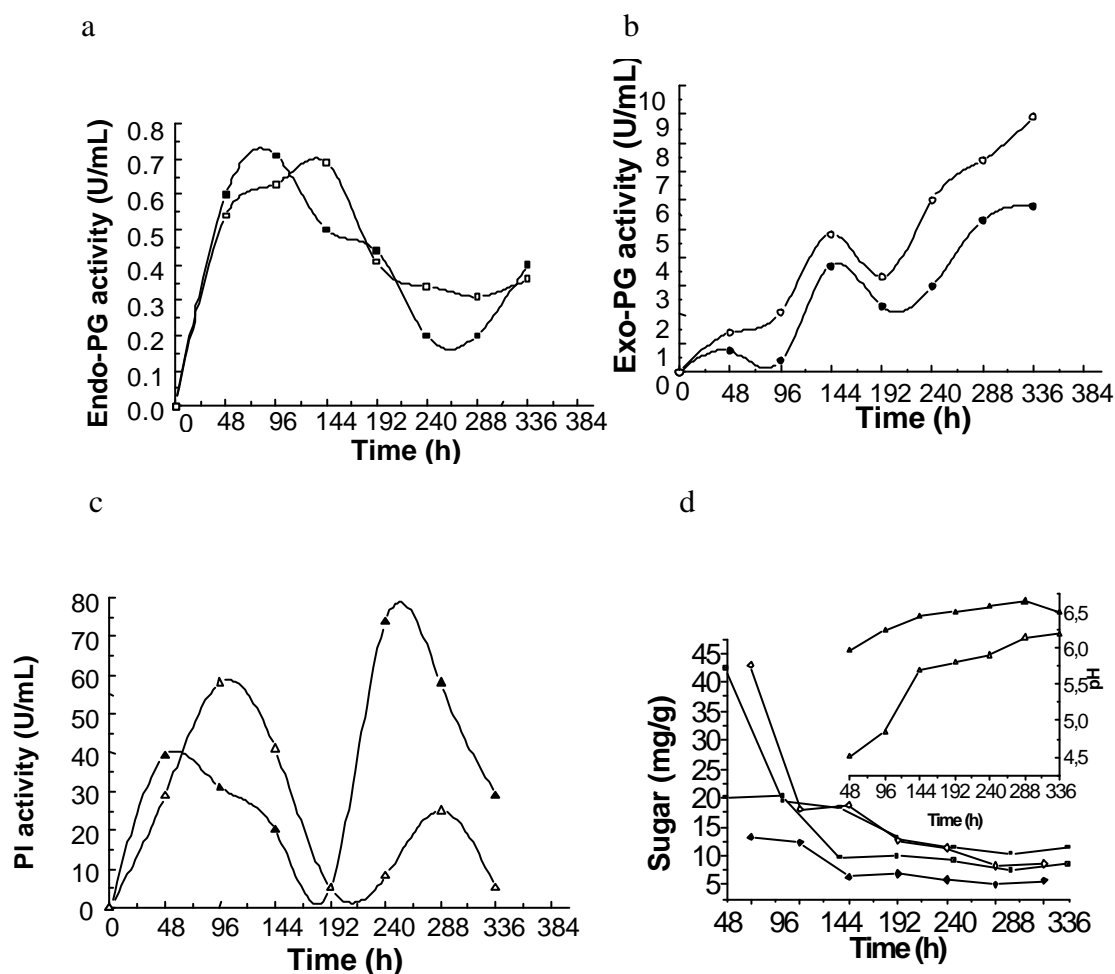 a
Endo-PG activity (U/mL)
0.8
0.7
0.6
0.5
0.4
0.3
0.2
0.1
0.0
0 48 96 144 192 240 288 336 384
Time (h)
b
Exo-PG activity (U/mL)
10
9
8
7
6
5
4
3
2
1
0
0 48 96 144 192 240 288 336 384
Time (h)
c
PI activity (U/mL)
80
70
60
50
40
30
20
10
0
0 48 96 144 192 240 288 336 384
Time (h)
d
Sugar (mg/g)
45
40
35
30
25
20
15
10
5
48 96 144 192 240 288 336
Time (h)
6,5
6,0
5,5
5,0
4,5
pH
48 96 144 192 240 288 336
Time (h)